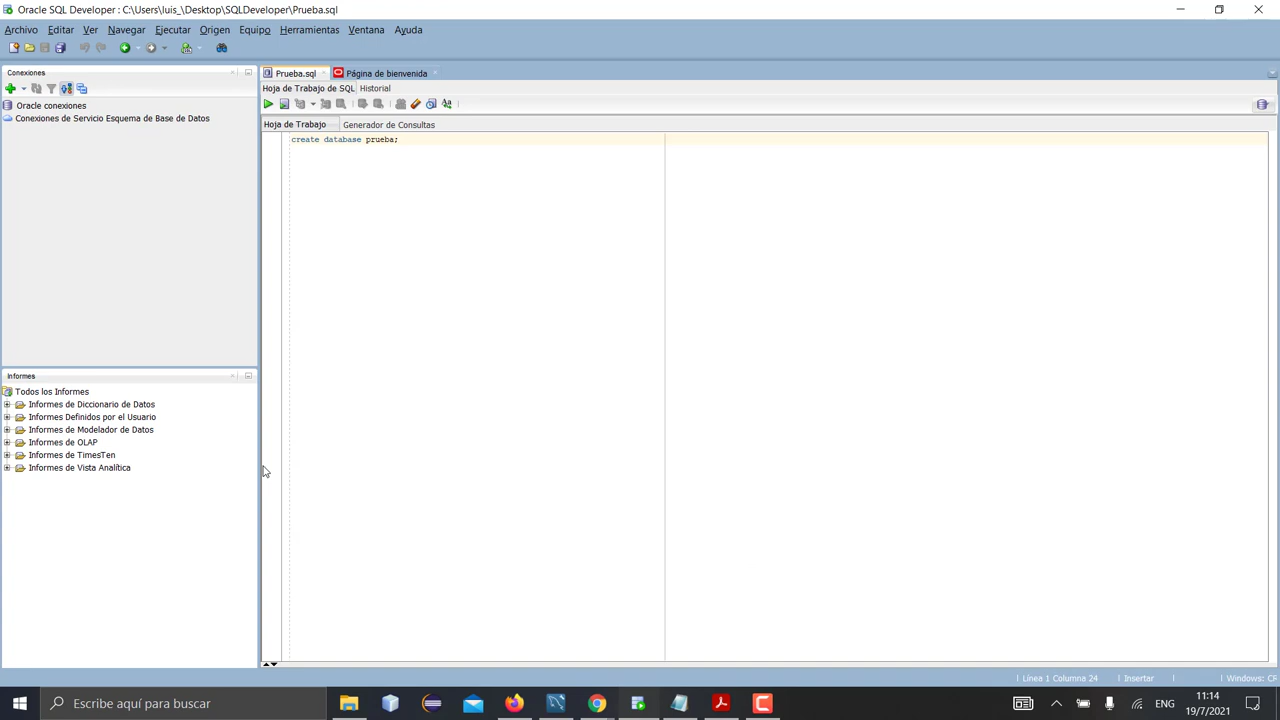 Oracle SQL Developer : C:\Users\luis_\Desktop\SQLDeveloper\Prueba.sql
Archivo Editar Ver Navegar Ejecutar Origen Equipo Herramientas Ventana Ayuda
Conexiones
Oracle conexiones
Conexiones de Servicio Esquema de Base de Datos
Informes
Todos los Informes
Informes de Diccionario de Datos
Informes Definidos por el Usuario
Informes de Modelador de Datos
Informes de OLAP
Informes de TimesTen
Informes de Vista Analítica
Prueba.sql Página de bienvenida
Hoja de Trabajo de SQL Historial
Hoja de Trabajo Generador de Consultas
create database prueba;
Línea 1 Columna 24 Insertar Windows: CR
Escribe aquí para buscar
ENG
11:14
19/7/2021